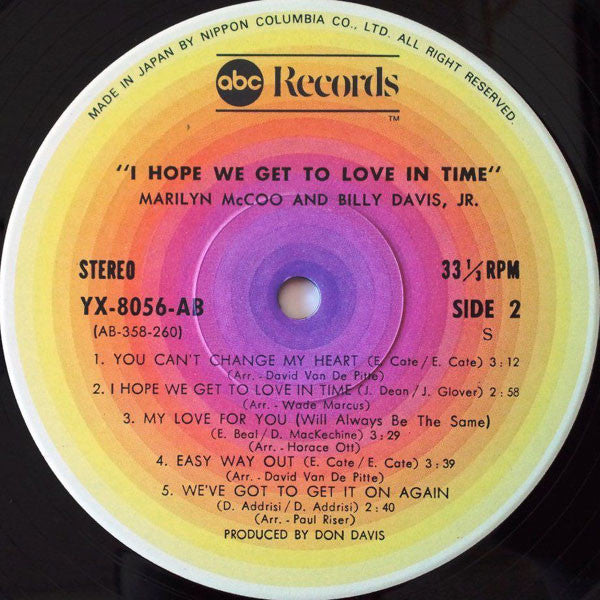 MADE IN JAPAN BY NIPPON COLUMBIA CO., LTD. ALL RIGHT RESERVED.
abc Records
TM
"I HOPE WE GET TO LOVE IN TIME"
MARILYN McCOO AND BILLY DAVIS, JR.
STEREO 33 1/3 RPM
YX-8056-AB SIDE 2
(AB-358-260) S
1. YOU CAN'T CHANGE MY HEART (E. Cate/E. Cate) 3:12
(Arr.-David Van De Pitte)
2. I HOPE WE GET TO LOVE IN TIME (J. Dean/J. Glover) 2:58
(Arr.-Wade Marcus)
3. MY LOVE FOR YOU (Will Always Be The Same)
(E. Beal/D. MacKechine) 3:29
(Arr.-Horace Ott)
4. EASY WAY OUT (E. Cate/E. Cate) 3:39
(Arr.-David Van De Pitte)
5. WE'VE GOT TO GET IT ON AGAIN
(D. Addrisi/D. Addrisi) 2:40
(Arr.-Paul Riser)
PRODUCED BY DON DAVIS